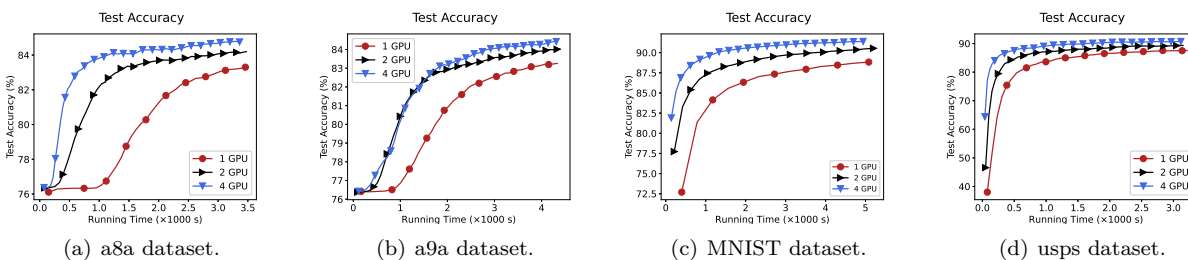 Test Accuracy
84
82
80
78
76
Test Accuracy (%)
1 GPU
2 GPU
4 GPU
0.0 0.5 1.0 1.5 2.0 2.5 3.0 3.5
Running Time (×1000 s)
(a) a8a dataset.
Test Accuracy
84
83
82
81
80
79
78
77
76
Test Accuracy (%)
1 GPU
2 GPU
4 GPU
0 1 2 3 4
Running Time (×1000 s)
(b) a9a dataset.
Test Accuracy
90.0
87.5
85.0
82.5
80.0
77.5
75.0
72.5
Test Accuracy (%)
1 GPU
2 GPU
4 GPU
0 1 2 3 4 5
Running Time (×1000 s)
(c) MNIST dataset.
Test Accuracy
90
80
70
60
50
40
Test Accuracy (%)
1 GPU
2 GPU
4 GPU
0.0 0.5 1.0 1.5 2.0 2.5 3.0
Running Time (×1000 s)
(d) usps dataset.